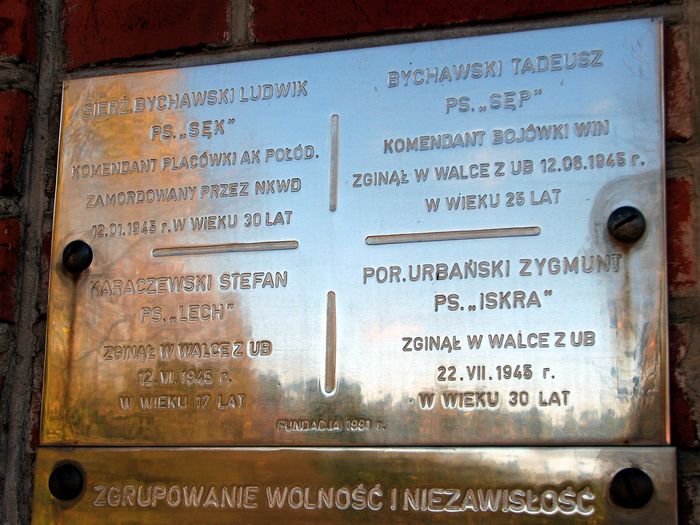 SIERŻ.BYCHAWSKI LUDWIK
PS.„SĘK"
KOMENDANT PLACÓWKI AK POŁÓD.
ZAMORDOWANY PRZEZ NKWD
12.01.1945 r. W WIEKU 30 LAT
BYCHAWSKI TADEUSZ
PS.„SĘP"
KOMENDANT BOJÓWKI WIN
ZGINĄŁ W WALCE Z UB 12.06.1945 r.
W WIEKU 25 LAT
KARACZEWSKI STEFAN
PS.„LECH"
ZGINĄŁ W WALCE Z UB
12.VI.1945 r.
W WIEKU 17 LAT
POR.URBAŃSKI ZYGMUNT
PS.„ISKRA"
ZGINĄŁ W WALCE Z UB
22.VII.1945 r.
W WIEKU 30 LAT
FUNDACJA 1981 r.
ZGRUPOWANIE WOLNOŚĆ I NIEZAWISŁOŚĆ